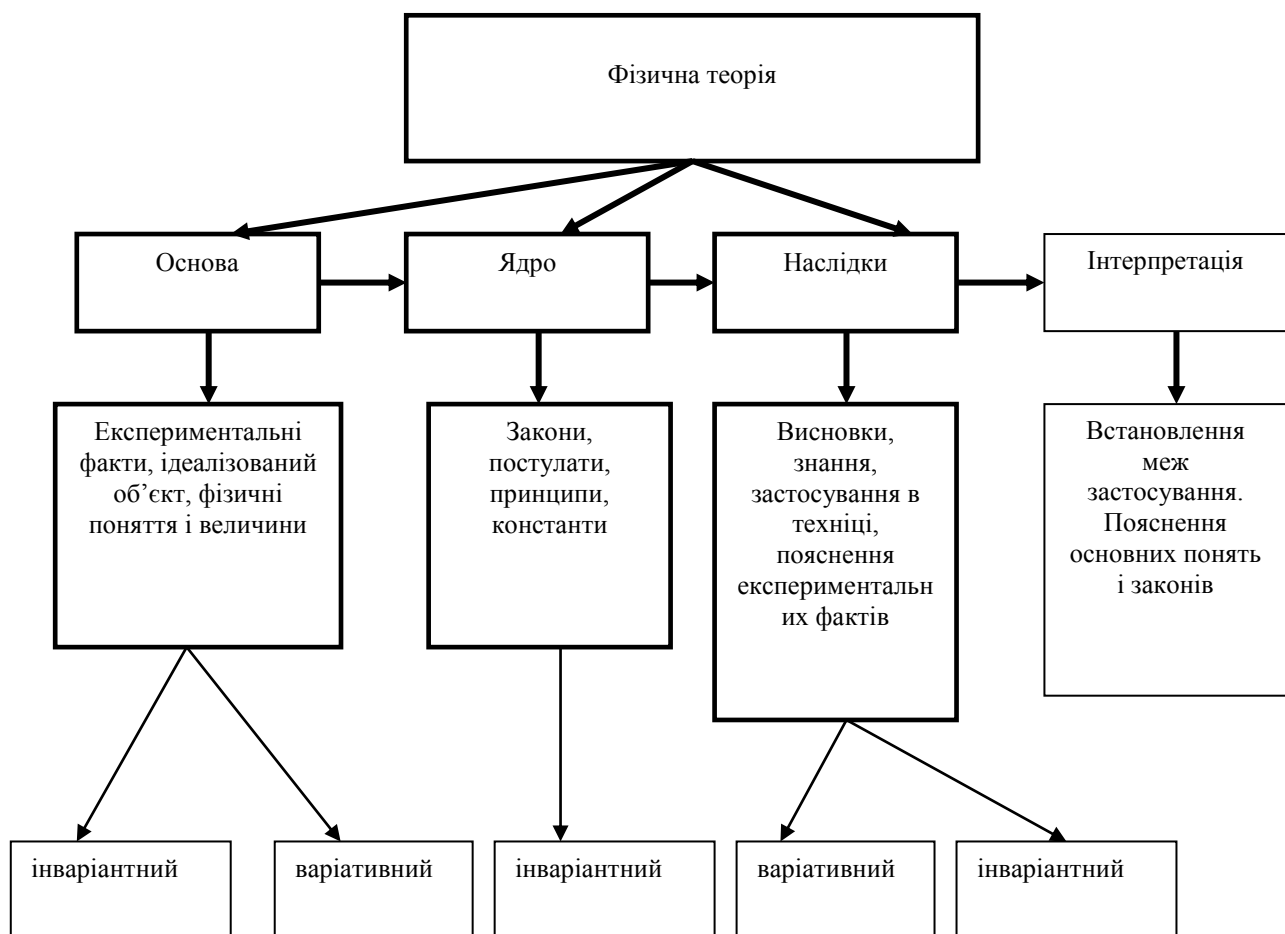 Фізична теорія
Основа
Ядро
Наслідки
Інтерпретація
Експериментальні
факти, ідеалізований
об’єкт, фізичні
поняття і величини
Закони,
постулати,
принципи,
константи
Висновки,
знання,
застосування в
техніці,
пояснення
експериментальн
их фактів
Встановлення
меж
застосування.
Пояснення
основних понять
і законів
інваріантний
варіативний
інваріантний
варіативний
інваріантний